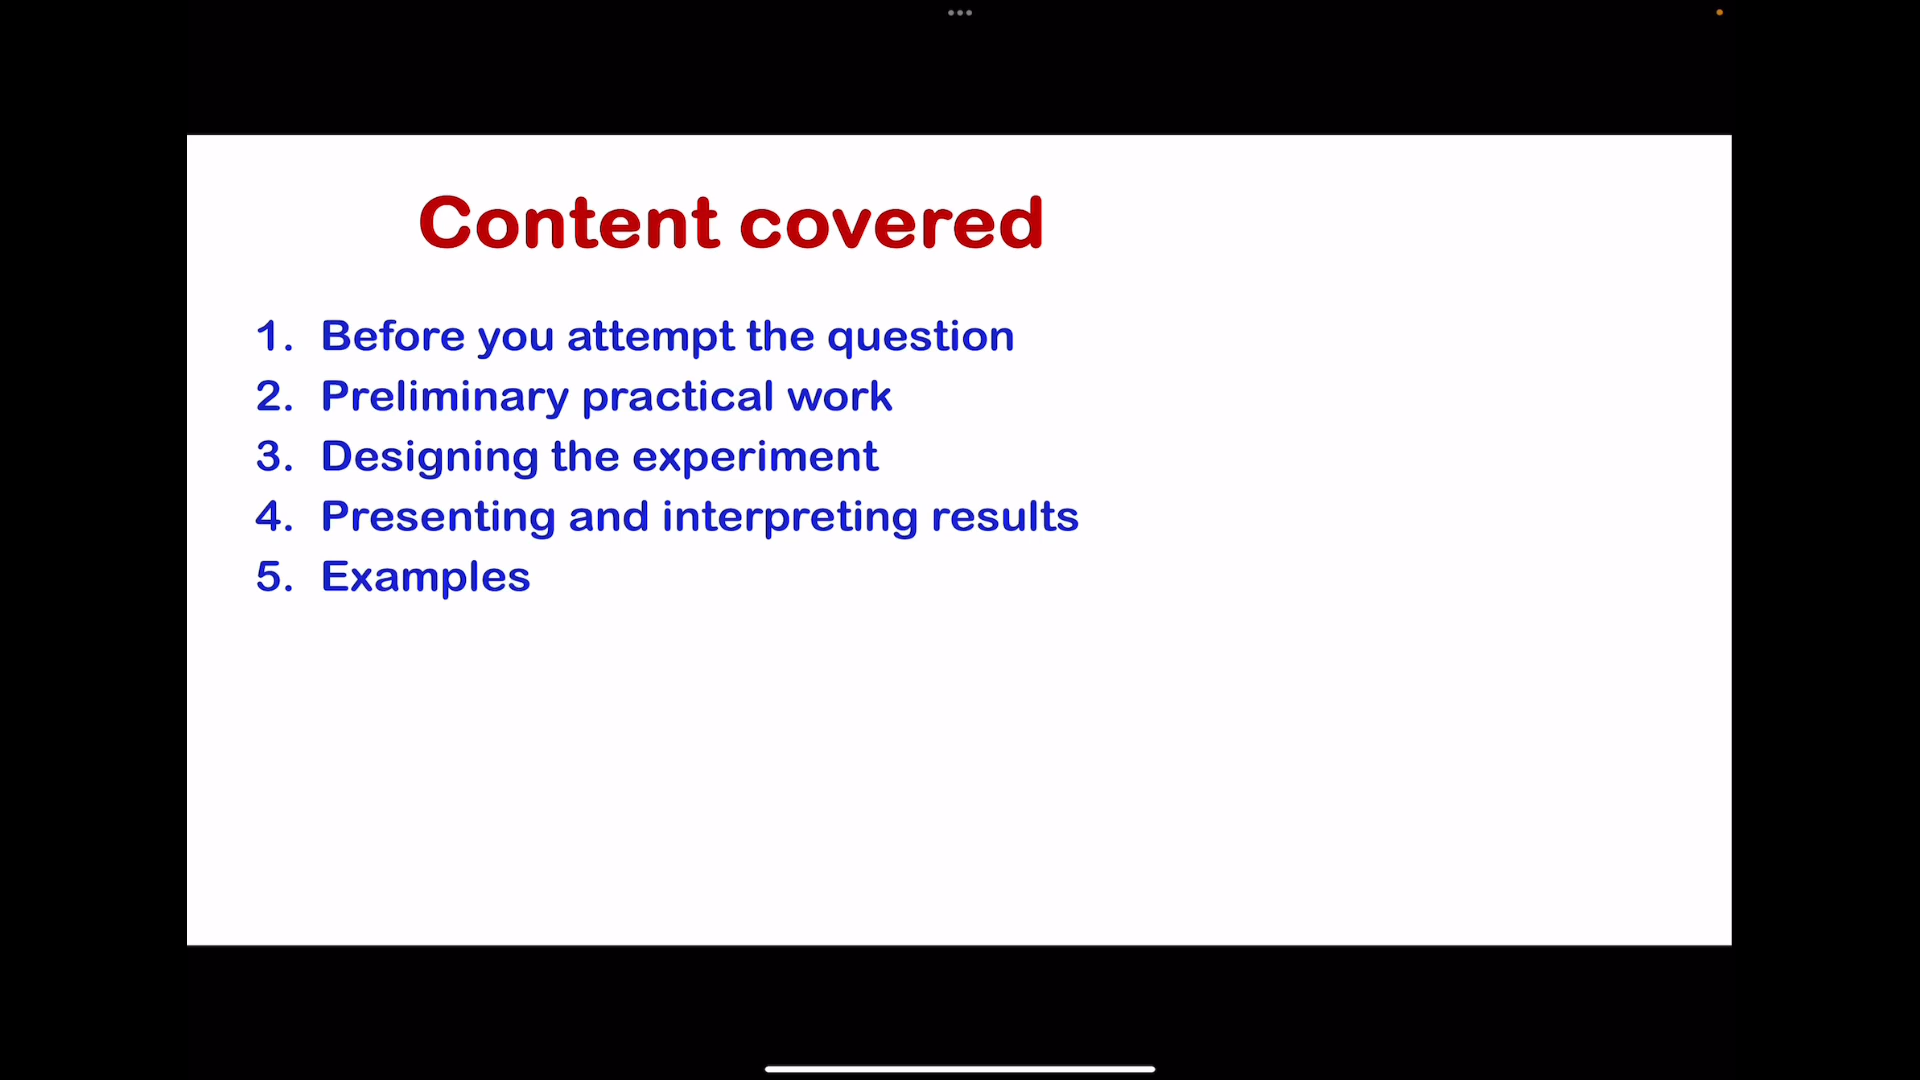 Content covered
1. Before you attempt the question
2. Preliminary practical work
3. Designing the experiment
4. Presenting and interpreting results
5. Examples